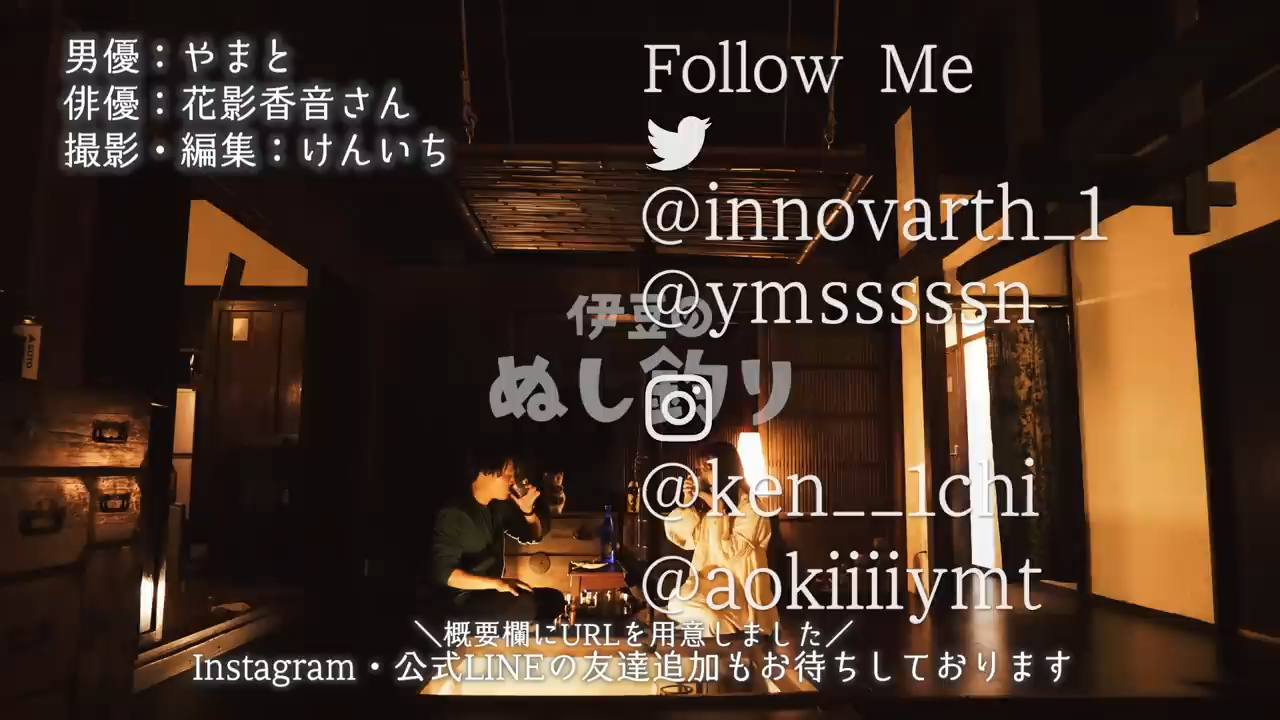 男優：やまと
俳優：花影香音さん
撮影・編集：けんいち
Follow Me
@innovarth_1
@ymsssssn
伊豆の
ぬし釣り
@ken__1chi
@aokiiiiymt
＼概要欄にURLを用意しました／
Instagram・公式LINEの友達追加もお待ちしております
SOTO